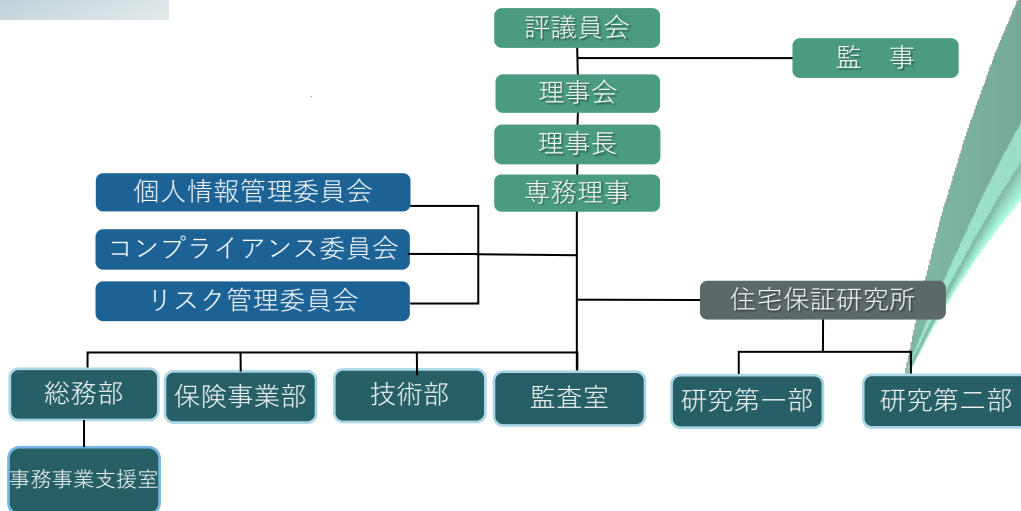 評議員会
監　事
理事会
理事長
専務理事
個人情報管理委員会
コンプライアンス委員会
リスク管理委員会
住宅保証研究所
総務部
保険事業部
技術部
監査室
研究第一部
研究第二部
事務事業支援室